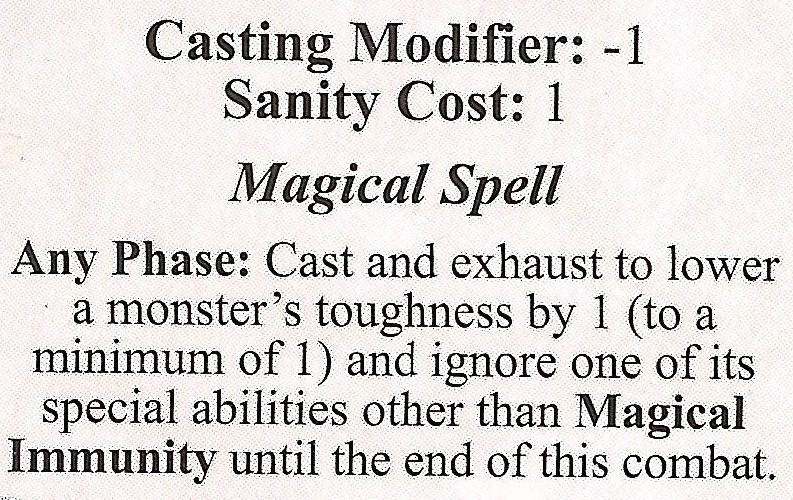 Casting Modifier: -1
Sanity Cost: 1
Magical Spell
Any Phase: Cast and exhaust to lower
a monster's toughness by 1 (to a
minimum of 1) and ignore one of its
special abilities other than Magical
Immunity until the end of this combat.